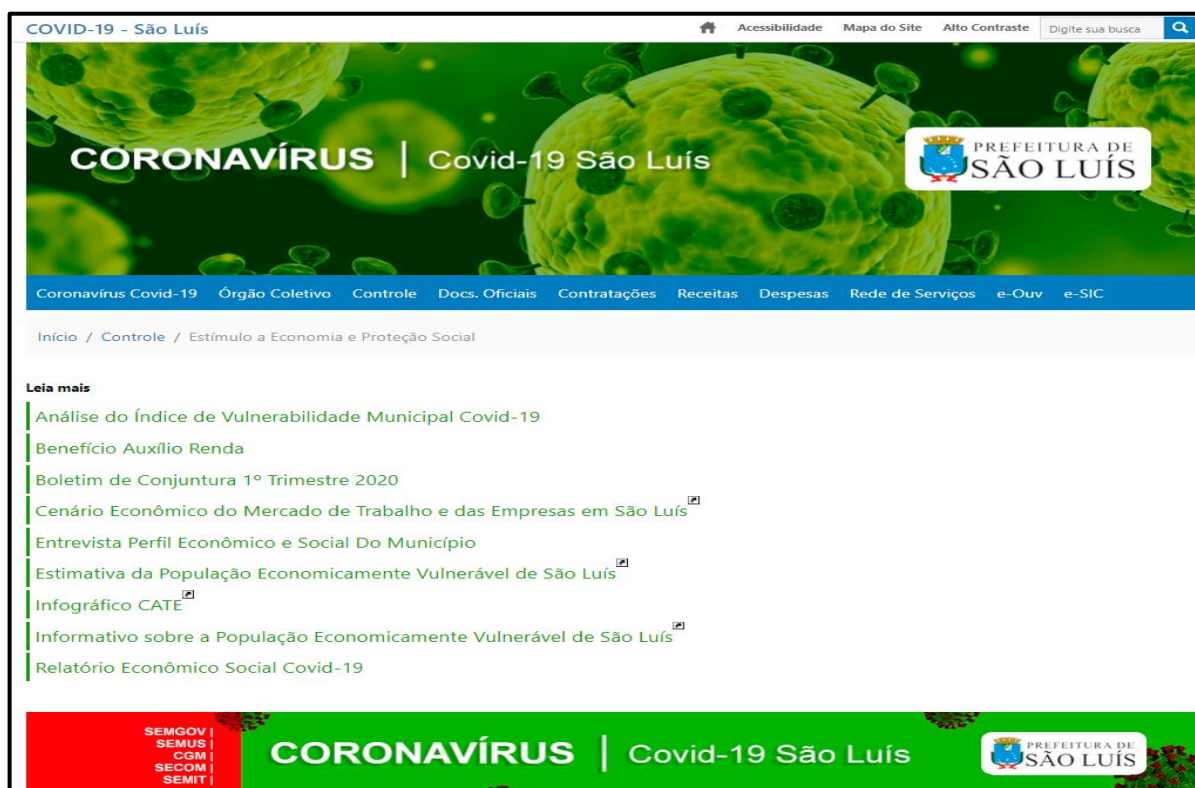 COVID-19 - São Luís
Acessibilidade Mapa do Site Alto Contraste Digite sua busca
CORONAVÍRUS | Covid-19 São Luís
PREFEITURA DE
SÃO LUÍS
Coronavírus Covid-19 Órgão Coletivo Controle Docs. Oficiais Contratações Receitas Despesas Rede de Serviços e-Ouv e-SIC
Início / Controle / Estímulo a Economia e Proteção Social
Leia mais
Análise do Índice de Vulnerabilidade Municipal Covid-19
Benefício Auxílio Renda
Boletim de Conjuntura 1º Trimestre 2020
Cenário Econômico do Mercado de Trabalho e das Empresas em São Luís
Entrevista Perfil Econômico e Social Do Município
Estimativa da População Economicamente Vulnerável de São Luís
Infográfico CATE
Informativo sobre a População Economicamente Vulnerável de São Luís
Relatório Econômico Social Covid-19
SEMGOV |
SEMUS |
CGM |
SECOM |
SEMIT |
CORONAVÍRUS | Covid-19 São Luís
PREFEITURA DE
SÃO LUÍS